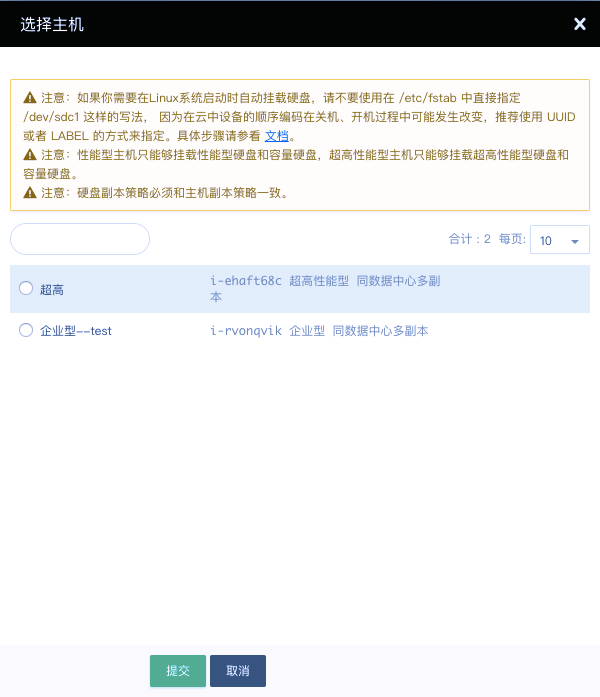 选择主机
注意：如果你需要在Linux系统启动时自动挂载硬盘，请不要使用在 /etc/fstab 中直接指定
/dev/sdc1 这样的写法， 因为在云中设备的顺序编码在关机、开机过程中可能发生改变，推荐使用 UUID
或者 LABEL 的方式来指定。具体步骤请参看 文档。
注意：性能型主机只能够挂载性能型硬盘和容量硬盘，超高性能型主机只能够挂载超高性能型硬盘和
容量硬盘。
注意：硬盘副本策略必须和主机副本策略一致。
合计：2 每页: 10
超高 i-ehaft68c 超高性能型 同数据中心多副
本
企业型--test i-rvonqvik 企业型 同数据中心多副本
提交 取消